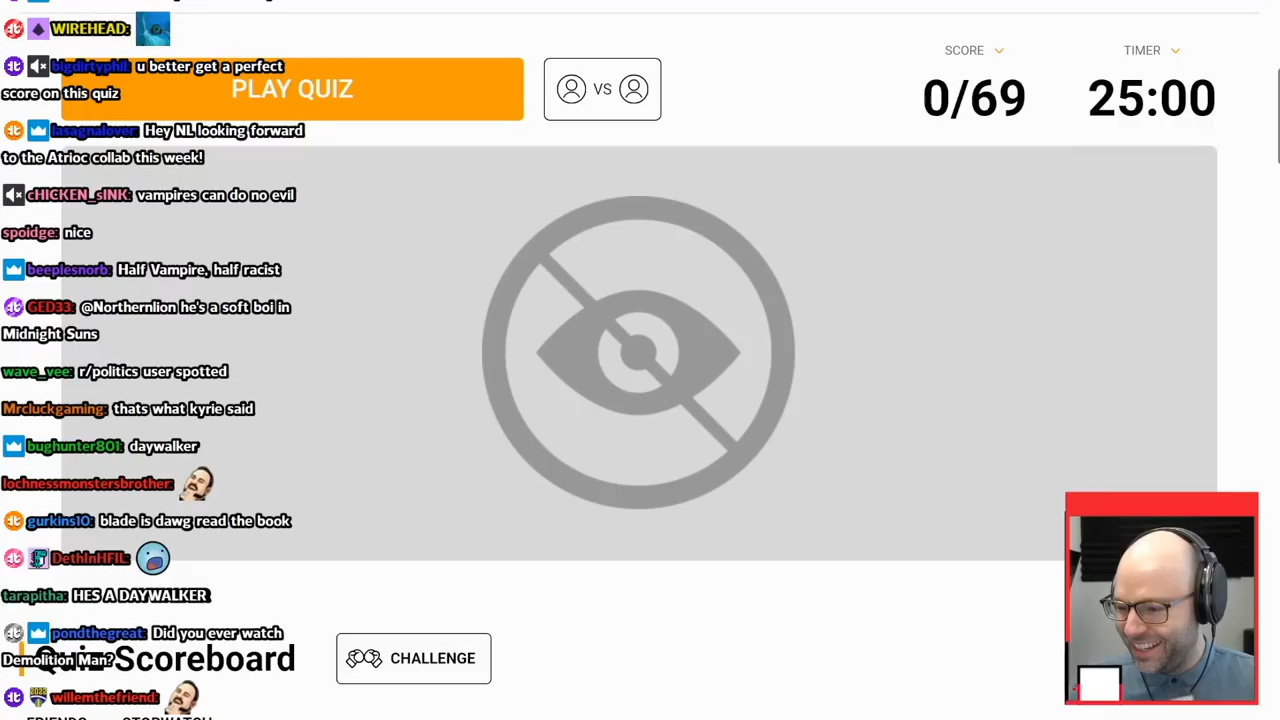 WIREHEAD:
bigdirtyphil: u better get a perfect
score on this quiz
PLAY QUIZ
VS
SCORE
0/69
TIMER
25:00
lasagnalover: Hey NL looking forward
to the Atrioc collab this week!
cHICKEN_sINK: vampires can do no evil
spoidge: nice
beeplesnorb: Half Vampire, half racist
GED33: @Northernlion he's a soft boi in
Midnight Suns
wave_vee: r/politics user spotted
Mrcluckgaming: thats what kyrie said
bughunter801: daywalker
lochnessmonstersbrother:
gurkins10: blade is dawg read the book
DethInHFIL:
tarapitha: HES A DAYWALKER
pondthegreat: Did you ever watch
Demolition Man?
Quiz Scoreboard
CHALLENGE
willemthefriend:
FRIENDS
STOPWATCH